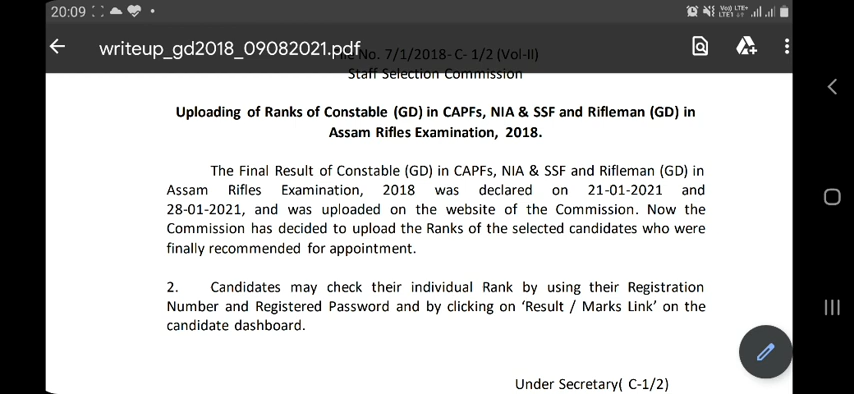 20:09
Vo)) LTE+
writeup_gd2018_09082021.pdf
No. 7/1/2018- C- 1/2 (Vol-II)
Staff Selection Commission
Uploading of Ranks of Constable (GD) in CAPFs, NIA & SSF and Rifleman (GD) in
Assam Rifles Examination, 2018.
The Final Result of Constable (GD) in CAPFs, NIA & SSF and Rifleman (GD) in
Assam Rifles Examination, 2018 was declared on 21-01-2021 and
28-01-2021, and was uploaded on the website of the Commission. Now the
Commission has decided to upload the Ranks of the selected candidates who were
finally recommended for appointment.
2. Candidates may check their individual Rank by using their Registration
Number and Registered Password and by clicking on ‘Result / Marks Link’ on the
candidate dashboard.
Under Secretary( C-1/2)